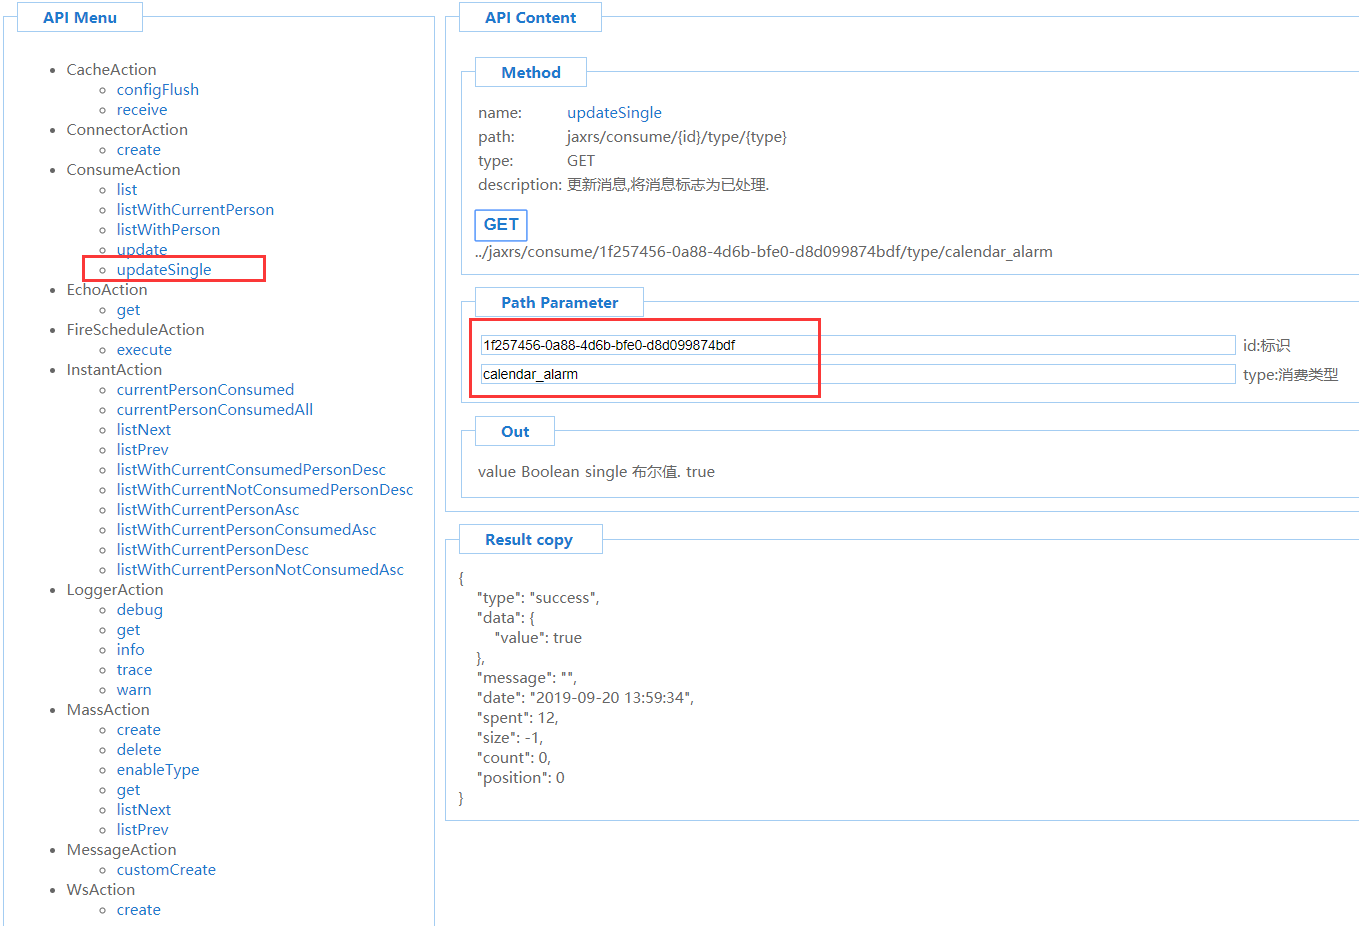 API Menu
CacheAction
configFlush
receive
ConnectorAction
create
ConsumeAction
list
listWithCurrentPerson
listWithPerson
update
updateSingle
EchoAction
get
FireScheduleAction
execute
InstantAction
currentPersonConsumed
currentPersonConsumedAll
listNext
listPrev
listWithCurrentConsumedPersonDesc
listWithCurrentNotConsumedPersonDesc
listWithCurrentPersonAsc
listWithCurrentPersonConsumedAsc
listWithCurrentPersonDesc
listWithCurrentPersonNotConsumedAsc
LoggerAction
debug
get
info
trace
warn
MassAction
create
delete
enableType
get
listNext
listPrev
MessageAction
customCreate
WsAction
create
API Content
Method
name: updateSingle
path: jaxrs/consume/{id}/type/{type}
type: GET
description: 更新消息,将消息标志为已处理.
GET
../jaxrs/consume/1f257456-0a88-4d6b-bfe0-d8d099874bdf/type/calendar_alarm
Path Parameter
1f257456-0a88-4d6b-bfe0-d8d099874bdf id:标识
calendar_alarm type:消费类型
Out
value Boolean single 布尔值. true
Result copy
{
"type": "success",
"data": {
"value": true
},
"message": "",
"date": "2019-09-20 13:59:34",
"spent": 12,
"size": -1,
"count": 0,
"position": 0
}